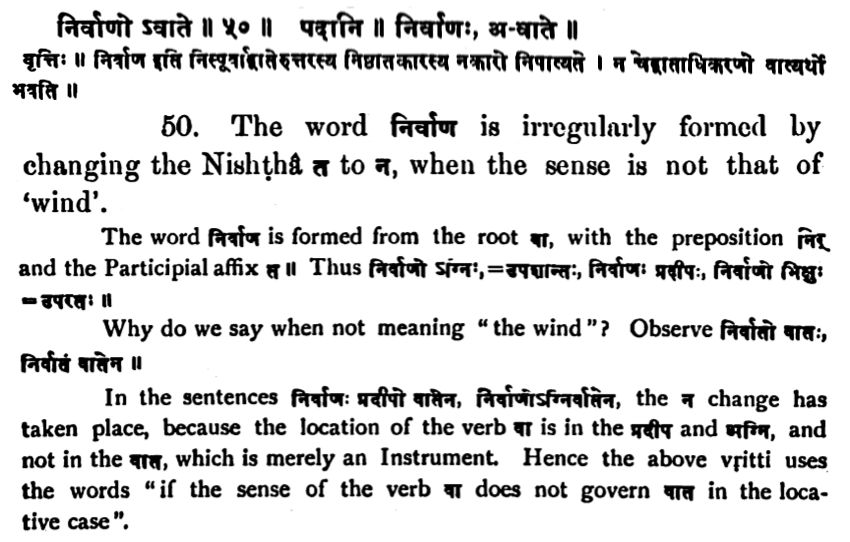 निर्वाणो ऽवाते ॥ ५० ॥ पदानि ॥ निर्वाणः, अ-वाते ॥
वृत्तिः ॥ निर्वाण इति निस्पूर्वाद्वातेरुत्तरस्य निष्ठातकारस्य नकारो निपात्यते । न चेद्वाताधिकरणो वात्यर्थो
भवति ॥
50. The word निर्वाण is irregularly formed by
changing the Nishṭhâ त to न, when the sense is not that of
‘wind’.
The word निर्वाण is formed from the root वा, with the preposition निर्
and the Participial affix त ॥ Thus निर्वाणो ऽग्निः,=उपशान्तः, निर्वाणः प्रदीपः, निर्वाणो भिक्षुः
=उपरतः ॥
Why do we say when not meaning “the wind”? Observe निर्वातो वातः,
निर्वातं वातेन ॥
In the sentences निर्वाणः प्रदीपो वातेन, निर्वाणोऽग्निर्वातेन, the न change has
taken place, because the location of the verb वा is in the प्रदीप and अग्नि, and
not in the वात, which is merely an Instrument. Hence the above vṛitti uses
the words “if the sense of the verb वा does not govern वात in the loca-
tive case”.